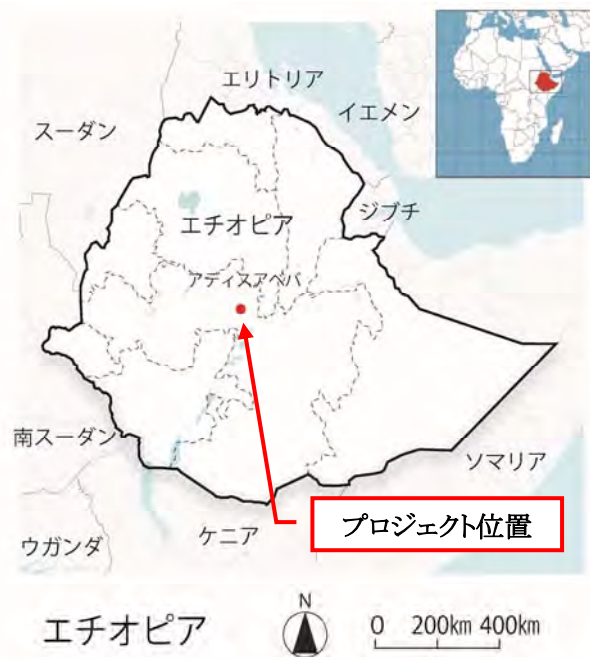 エリトリア
イエメン
スーダン
ジブチ
エチオピア
アディスアベバ
南スーダン
ソマリア
ウガンダ
ケニア
プロジェクト位置
エチオピア
N
0 200km 400km